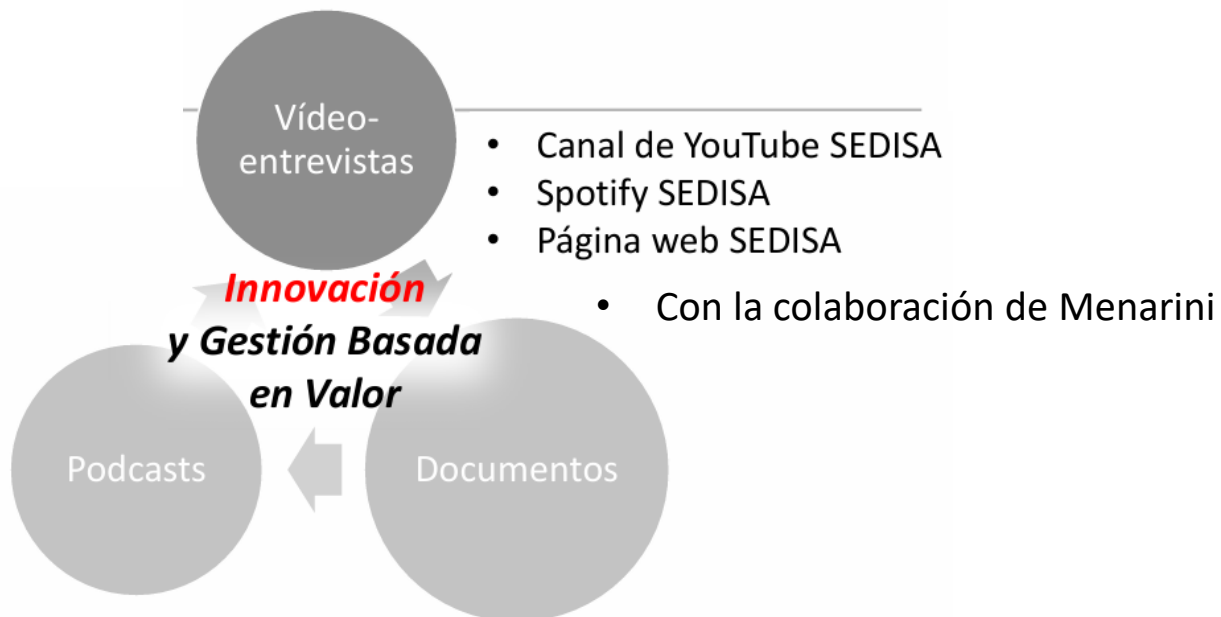 Vídeo-
entrevistas
• Canal de YouTube SEDISA
• Spotify SEDISA
• Página web SEDISA
• Con la colaboración de Menarini
Innovación
y Gestión Basada
en Valor
Podcasts
Documentos